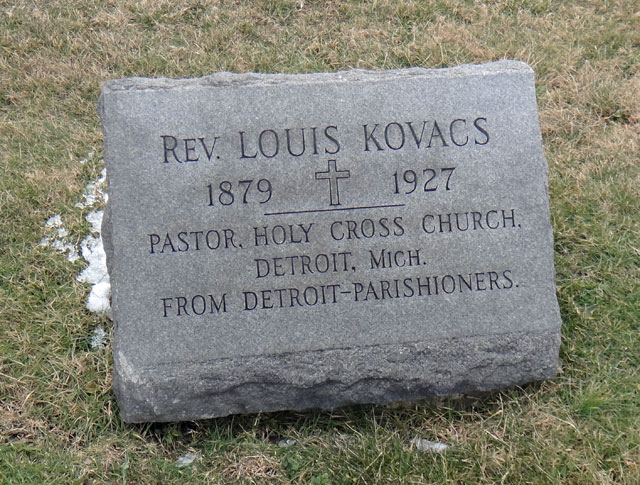 REV. LOUIS KOVACS
1879 1927
PASTOR, HOLY CROSS CHURCH,
DETROIT, MICH.
FROM DETROIT-PARISHIONERS.